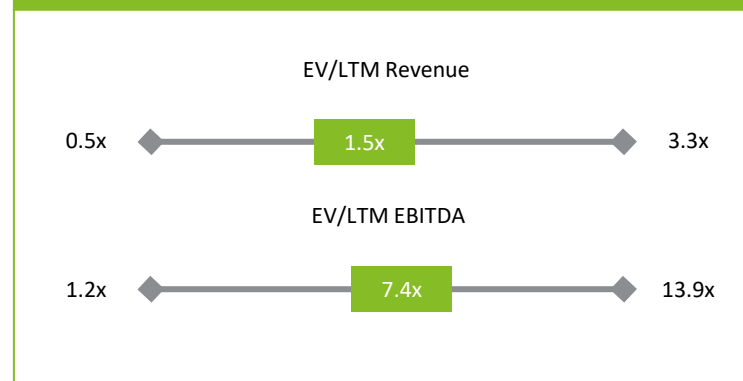 EV/LTM Revenue
0.5x 1.5x 3.3x
EV/LTM EBITDA
1.2x 7.4x 13.9x